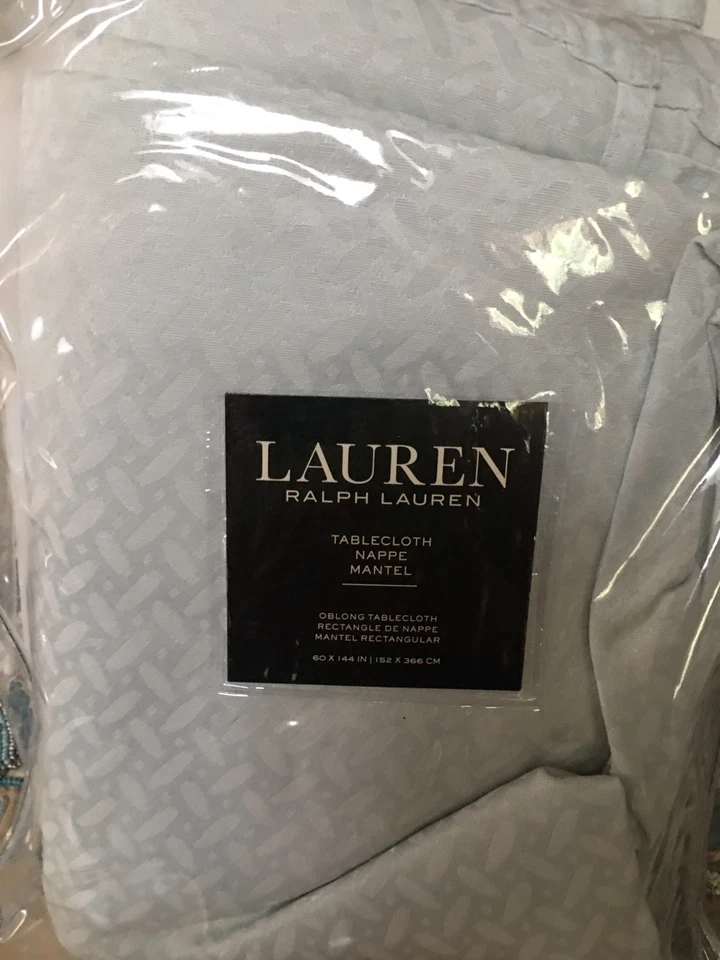 LAUREN
RALPH LAUREN
TABLECLOTH
NAPPE
MANTEL
OBLONG TABLECLOTH
RECTANGLE DE NAPPE
MANTEL RECTANGULAR
60 X 144 IN | 152 X 366 CM